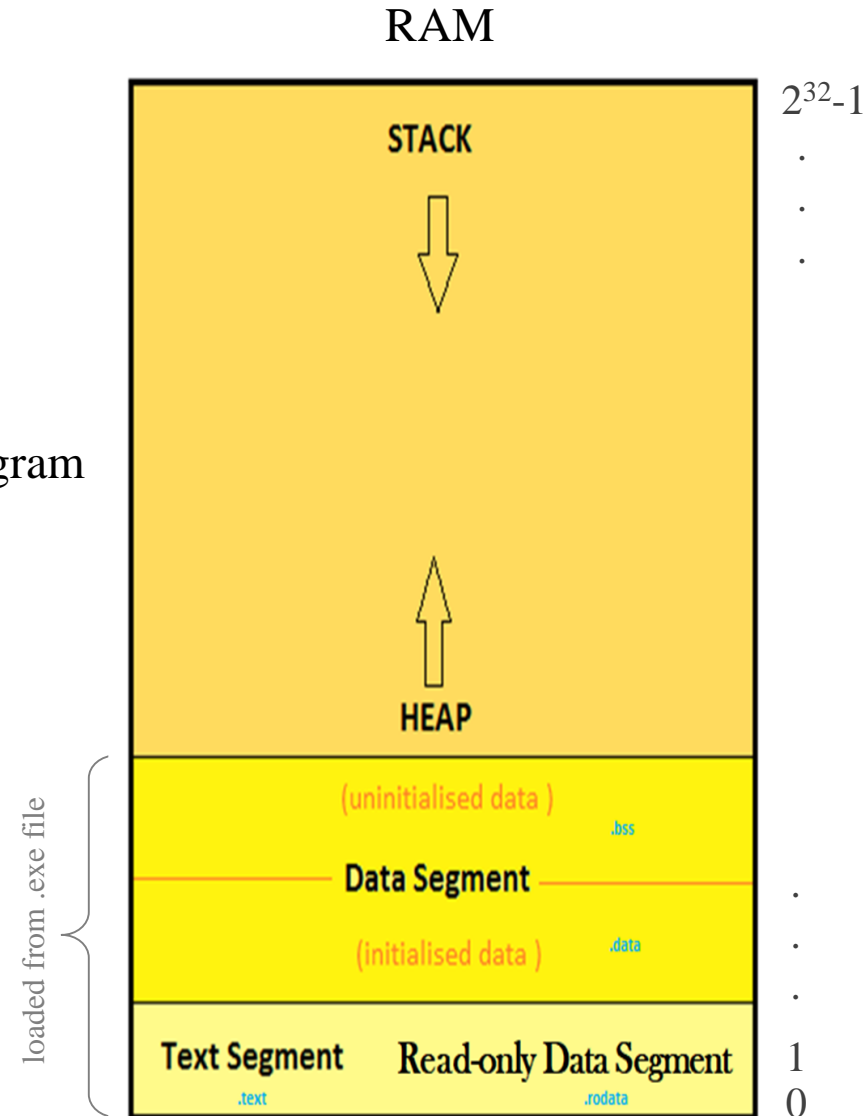 RAM
2³²-1
STACK
.
.
.
gram
HEAP
loaded from .exe file
(uninitialised data )
.bss
Data Segment
.
(initialised data )
.data
.
.
Text Segment Read-only Data Segment
1
.text
.rodata
0